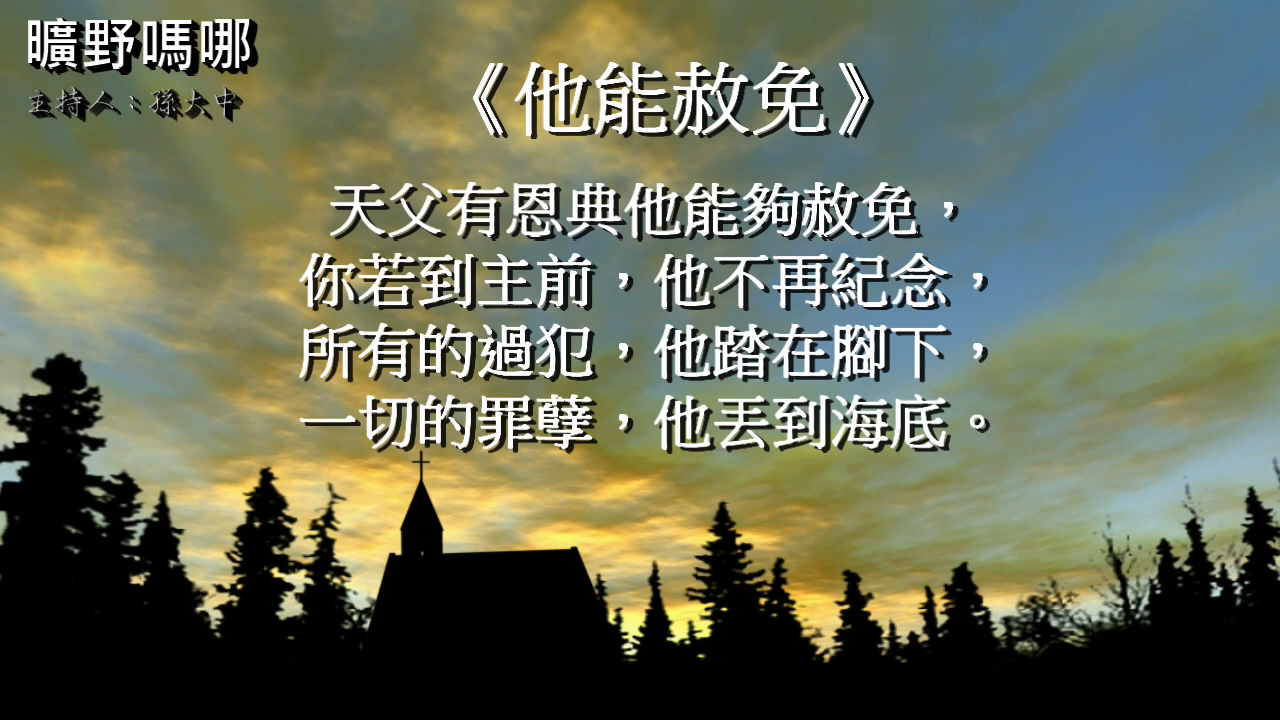 曠野嗎哪
主持人：孫大中
《他能赦免》
天父有恩典他能夠赦免，
你若到主前，他不再紀念，
所有的過犯，他踏在腳下，
一切的罪孽，他丟到海底。